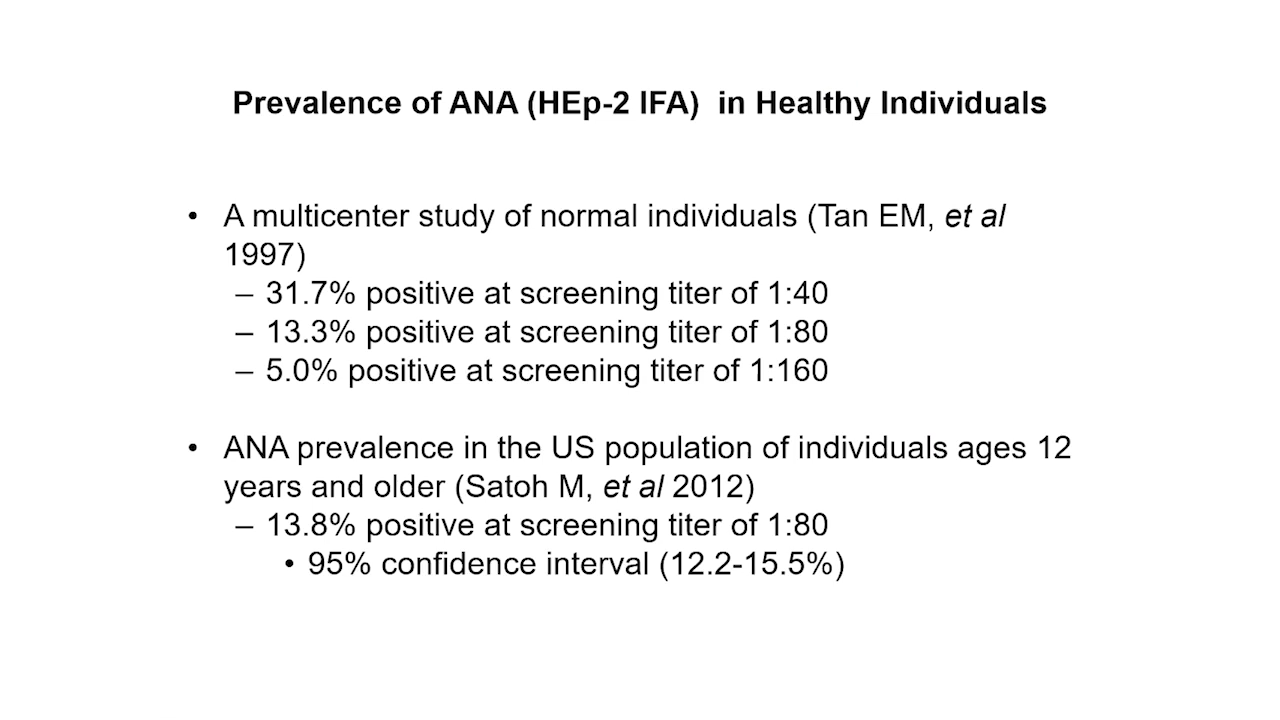 Prevalence of ANA (HEp-2 IFA)  in Healthy Individuals
• A multicenter study of normal individuals (Tan EM, et al
1997)
– 31.7% positive at screening titer of 1:40
– 13.3% positive at screening titer of 1:80
– 5.0% positive at screening titer of 1:160
• ANA prevalence in the US population of individuals ages 12
years and older (Satoh M, et al 2012)
– 13.8% positive at screening titer of 1:80
• 95% confidence interval (12.2-15.5%)